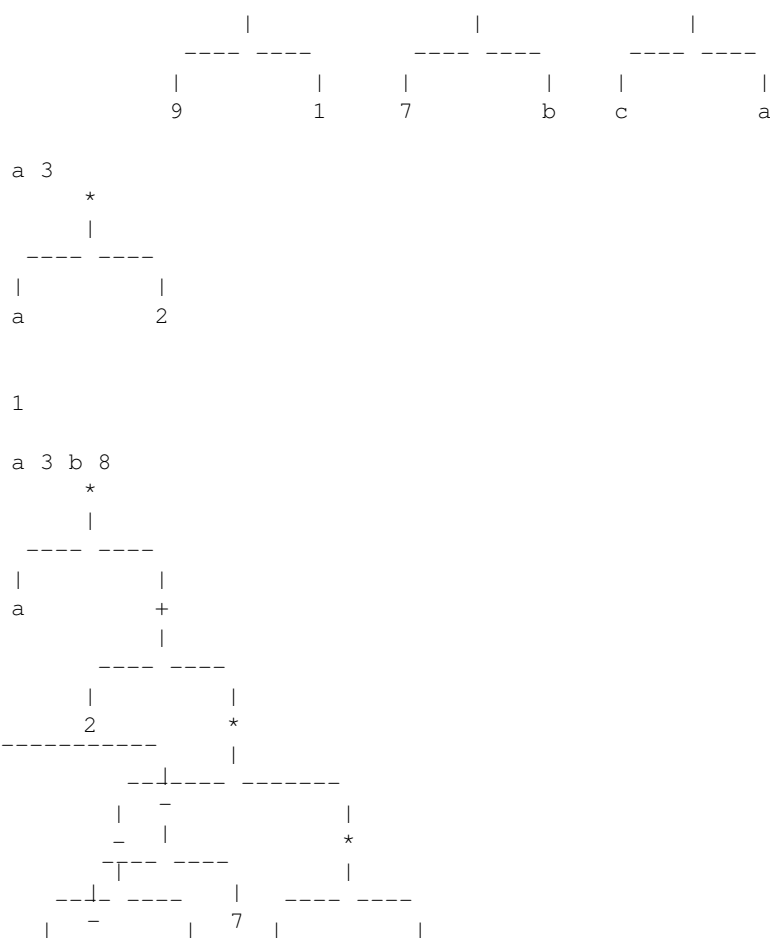 | | |
---- ---- ---- ---- ---- ----
| | | | | |
9 1 7 b c a
a 3
*
|
---- ----
| |
a 2
1
a 3 b 8
*
|
---- ----
| |
a +
|
---- ----
| |
2 *
-----------
|
|
------- -------
-
| |
|
- *
---- ----
| |
| |
---- ---- ---- ----
- 7
| | | |